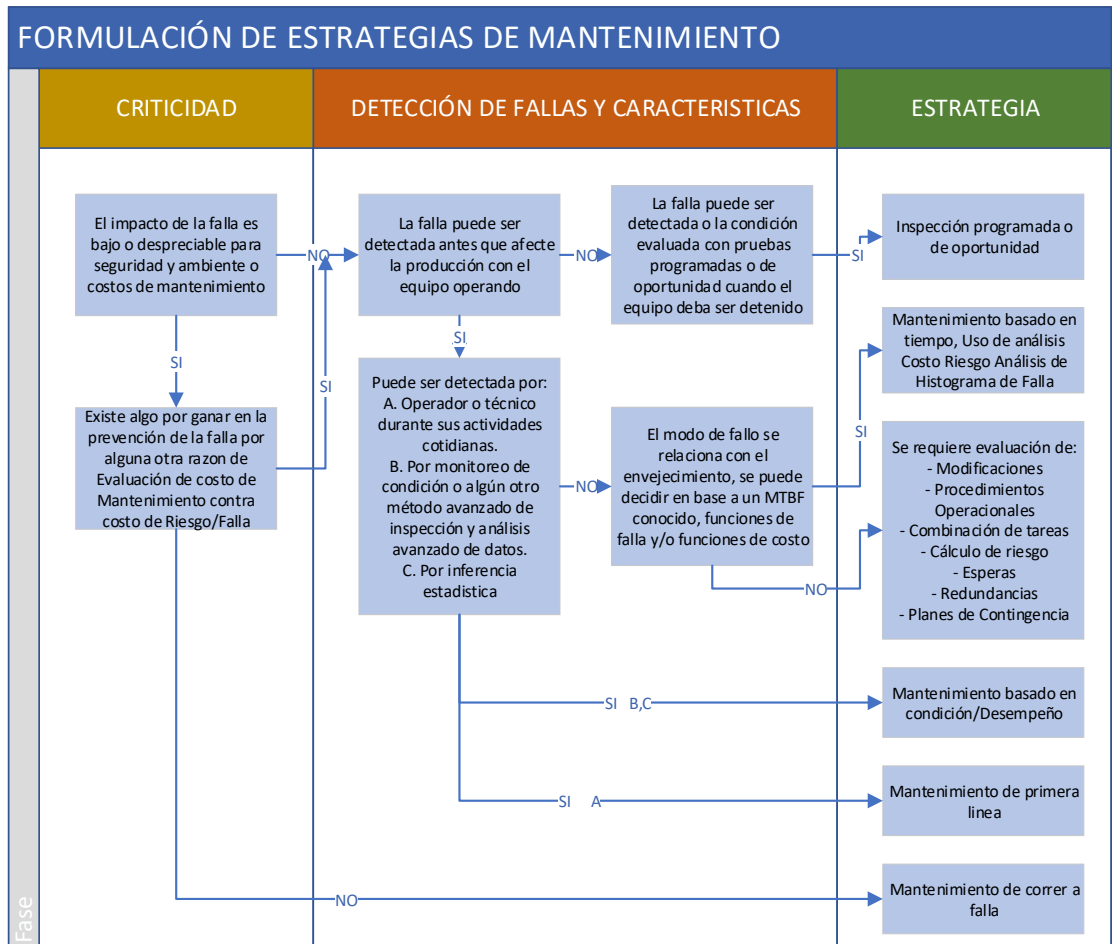 FORMULACIÓN DE ESTRATEGIAS DE MANTENIMIENTO
CRITICIDAD
DETECCIÓN DE FALLAS Y CARACTERISTICAS
ESTRATEGIA
El impacto de la falla es
bajo o despreciable para
seguridad y ambiente o
costos de mantenimiento
NO
La falla puede ser
detectada antes que afecte
la producción con el
equipo operando
NO
La falla puede ser
detectada o la condición
evaluada con pruebas
programadas o de
oportunidad cuando el
equipo deba ser detenido
SI
Inspección programada o
de oportunidad
SI
SI
SI
Existe algo por ganar en la
prevención de la falla por
alguna otra razon de
Evaluación de costo de
Mantenimiento contra
costo de Riesgo/Falla
Puede ser detectada por:
A. Operador o técnico
durante sus actividades
cotidianas.
B. Por monitoreo de
condición o algún otro
método avanzado de
inspección y análisis
avanzado de datos.
C. Por inferencia
estadistica
NO
El modo de fallo se
relaciona con el
envejecimiento, se puede
decidir en base a un MTBF
conocido, funciones de
falla y/o funciones de costo
SI
NO
Mantenimiento basado en
tiempo, Uso de análisis
Costo Riesgo Análisis de
Histograma de Falla
Se requiere evaluación de:
- Modificaciones
- Procedimientos
Operacionales
- Combinación de tareas
- Cálculo de riesgo
- Esperas
- Redundancias
- Planes de Contingencia
SI B,C
Mantenimiento basado en
condición/Desempeño
SI A
Mantenimiento de primera
linea
NO
Mantenimiento de correr a
falla
Fase